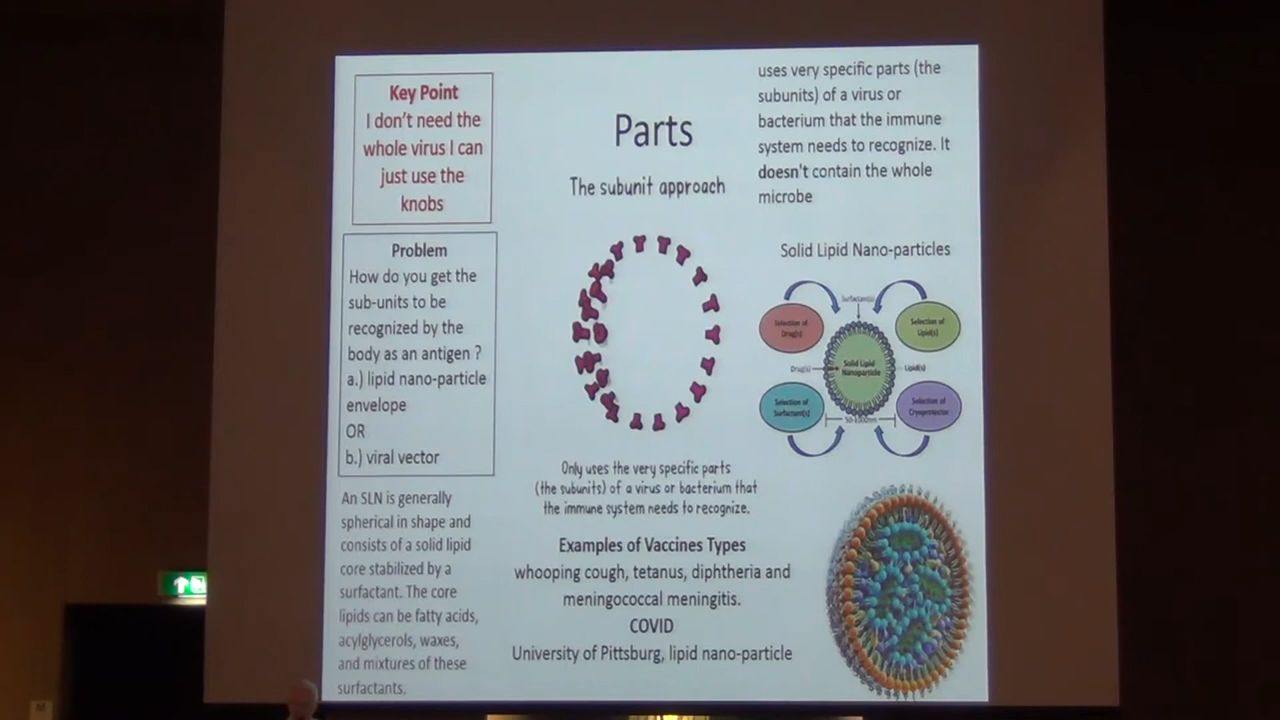 Key Point
I don't need the
whole virus I can
just use the
knobs
Problem
How do you get the
sub-units to be
recognized by the
body as an antigen ?
a.) lipid nano-particle
envelope
OR
b.) viral vector
An SLN is generally
spherical in shape and
consists of a solid lipid
core stabilized by a
surfactant. The core
lipids can be fatty acids,
acylglycerols, waxes,
and mixtures of these
surfactants.
Parts
The subunit approach
Only uses the very specific parts
(the subunits) of a virus or bacterium that
the immune system needs to recognize.
Examples of Vaccines Types
whooping cough, tetanus, diphtheria and
meningococcal meningitis.
COVID
University of Pittsburg, lipid nano-particle
uses very specific parts (the
subunits) of a virus or
bacterium that the immune
system needs to recognize. It
doesn't contain the whole
microbe
Solid Lipid Nano-particles
Surfactant(s)
Selection of
Drug(s)
Selection of
Lipid(s)
Solid Lipid
Nanoparticle
Drug(s)
Lipid(s)
Selection of
Surfactant(s)
Selection of
Cryoprotector
50-1000nm
M